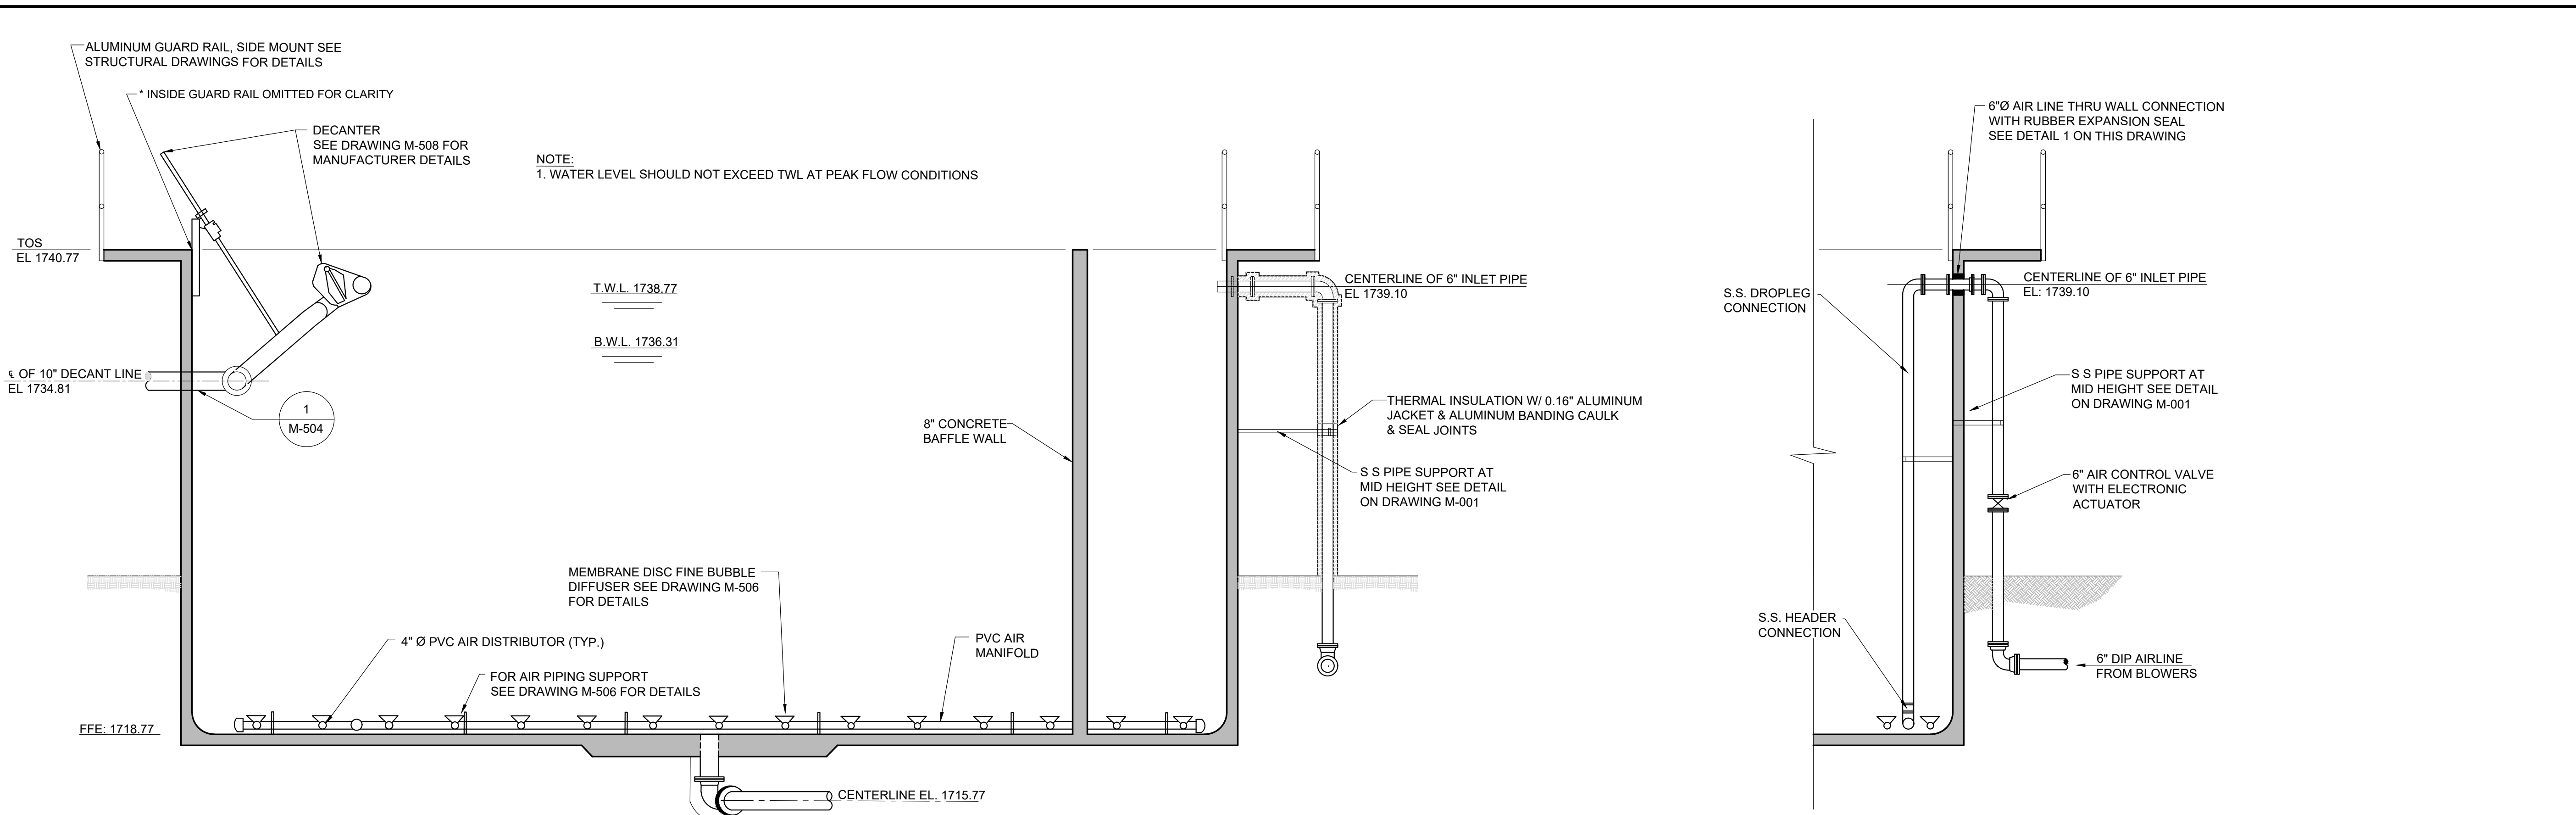 ALUMINUM GUARD RAIL, SIDE MOUNT SEE
STRUCTURAL DRAWINGS FOR DETAILS
* INSIDE GUARD RAIL OMITTED FOR CLARITY
DECANTER
SEE DRAWING M-508 FOR
MANUFACTURER DETAILS
NOTE:
1. WATER LEVEL SHOULD NOT EXCEED TWL AT PEAK FLOW CONDITIONS
TOS
EL 1740.77
T.W.L. 1738.77
B.W.L. 1736.31
℄ OF 10" DECANT LINE
EL 1734.81
1
M-504
8" CONCRETE
BAFFLE WALL
CENTERLINE OF 6" INLET PIPE
EL 1739.10
THERMAL INSULATION W/ 0.16" ALUMINUM
JACKET & ALUMINUM BANDING CAULK
& SEAL JOINTS
S S PIPE SUPPORT AT
MID HEIGHT SEE DETAIL
ON DRAWING M-001
MEMBRANE DISC FINE BUBBLE
DIFFUSER SEE DRAWING M-506
FOR DETAILS
4" Ø PVC AIR DISTRIBUTOR (TYP.)
PVC AIR
MANIFOLD
FOR AIR PIPING SUPPORT
SEE DRAWING M-506 FOR DETAILS
FFE: 1718.77
CENTERLINE EL. 1715.77
6"Ø AIR LINE THRU WALL CONNECTION
WITH RUBBER EXPANSION SEAL
SEE DETAIL 1 ON THIS DRAWING
CENTERLINE OF 6" INLET PIPE
EL: 1739.10
S.S. DROPLEG
CONNECTION
S S PIPE SUPPORT AT
MID HEIGHT SEE DETAIL
ON DRAWING M-001
6" AIR CONTROL VALVE
WITH ELECTRONIC
ACTUATOR
S.S. HEADER
CONNECTION
6" DIP AIRLINE
FROM BLOWERS